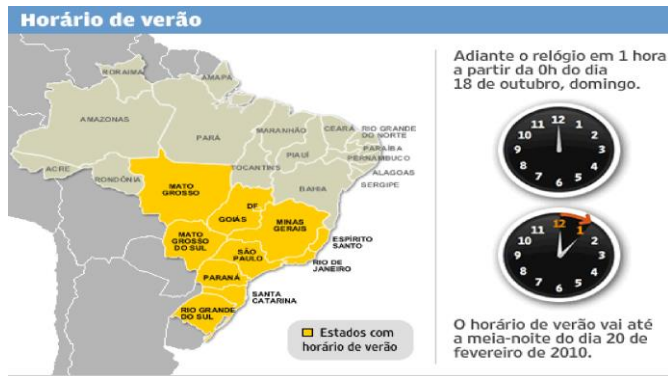 Horário de verão
RORAIMA
AMAPÁ
AMAZONAS
PARÁ
MARANHÃO
CEARÁ
RIO GRANDE
DO NORTE
PARAÍBA
PIAUÍ
PERNAMBUCO
ACRE
TOCANTINS
ALAGOAS
RONDÔNIA
SERGIPE
BAHIA
MATO
GROSSO
DF
GOIÁS
MINAS
GERAIS
MATO
GROSSO
DO SUL
ESPÍRITO
SANTO
SÃO
PAULO
RIO DE
JANEIRO
PARANÁ
SANTA
CATARINA
RIO GRANDE
DO SUL
Estados com
horário de verão
Adiante o relógio em 1 hora
a partir da 0h do dia
18 de outubro, domingo.
11 12 1
10 2
9 3
8 4
7 6 5
11 12 1
10 2
9 3
8 4
7 6 5
O horário de verão vai até
a meia-noite do dia 20 de
fevereiro de 2010.